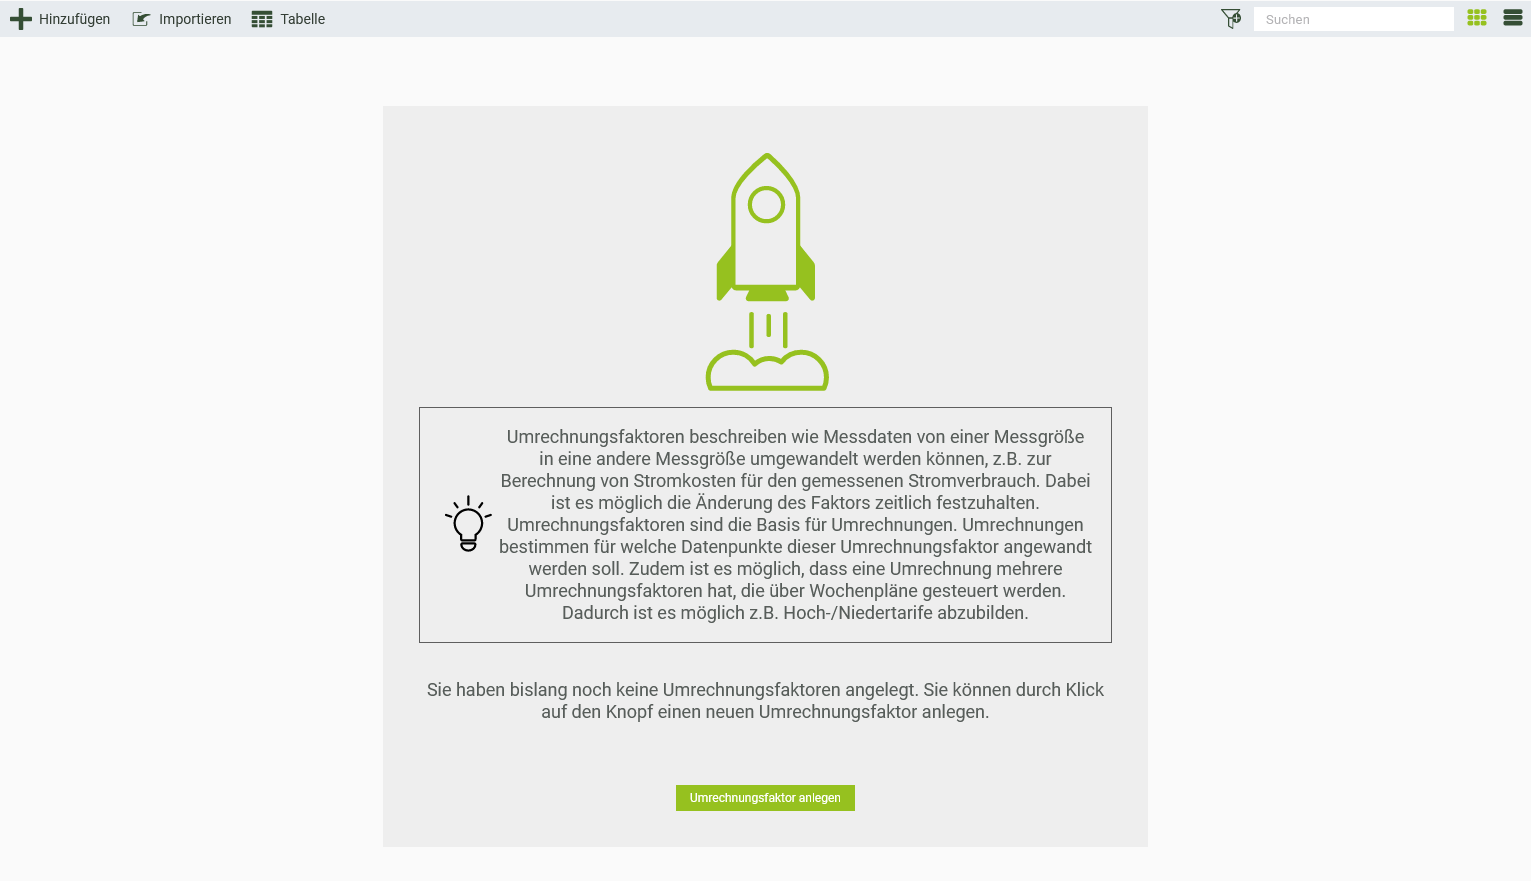 Hinzufügen
Importieren
Tabelle
Suchen
Umrechnungsfaktoren beschreiben wie Messdaten von einer Messgröße
in eine andere Messgröße umgewandelt werden können, z.B. zur
Berechnung von Stromkosten für den gemessenen Stromverbrauch. Dabei
ist es möglich die Änderung des Faktors zeitlich festzuhalten.
Umrechnungsfaktoren sind die Basis für Umrechnungen. Umrechnungen
bestimmen für welche Datenpunkte dieser Umrechnungsfaktor angewandt
werden soll. Zudem ist es möglich, dass eine Umrechnung mehrere
Umrechnungsfaktoren hat, die über Wochenpläne gesteuert werden.
Dadurch ist es möglich z.B. Hoch-/Niedertarife abzubilden.
Sie haben bislang noch keine Umrechnungsfaktoren angelegt. Sie können durch Klick
auf den Knopf einen neuen Umrechnungsfaktor anlegen.
Umrechnungsfaktor anlegen